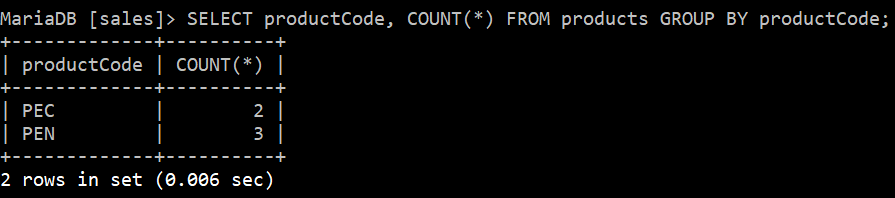 MariaDB [sales]> SELECT productCode, COUNT(*) FROM products GROUP BY productCode;
+-------------+----------+
| productCode | COUNT(*) |
+-------------+----------+
| PEC         |        2 |
| PEN         |        3 |
+-------------+----------+
2 rows in set (0.006 sec)